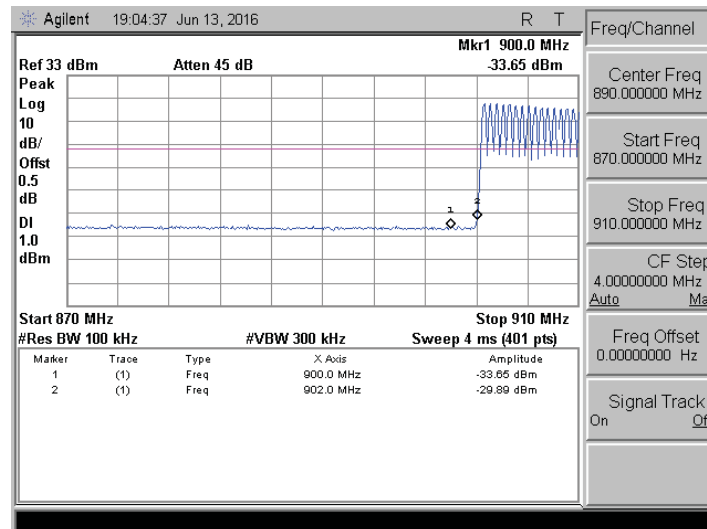 Agilent 19:04:37 Jun 13, 2016 R T
Mkr1 900.0 MHz
Ref 33 dBm Atten 45 dB -33.65 dBm
Peak
Log
10
dB/
Offst
0.5
dB
DI
1.0
dBm
1
2
Start 870 MHz Stop 910 MHz
#Res BW 100 kHz #VBW 300 kHz Sweep 4 ms (401 pts)
Marker Trace Type X Axis Amplitude
1 (1) Freq 900.0 MHz -33.65 dBm
2 (1) Freq 902.0 MHz -29.89 dBm
Freq/Channel
Center Freq
890.000000 MHz
Start Freq
870.000000 MHz
Stop Freq
910.000000 MHz
CF Step
4.00000000 MHz
Auto Ma
Freq Offset
0.00000000 Hz
Signal Track
On Of